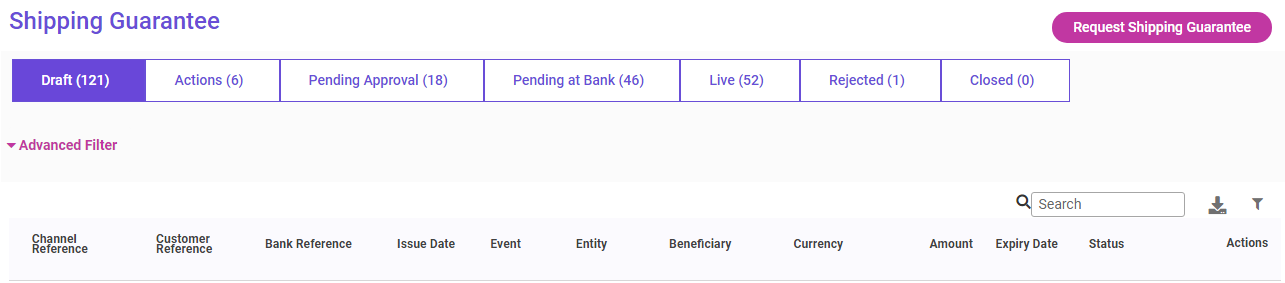 Shipping Guarantee
Request Shipping Guarantee
Draft (121) Actions (6) Pending Approval (18) Pending at Bank (46) Live (52) Rejected (1) Closed (0)
Advanced Filter
Search
Channel Reference Customer Reference Bank Reference Issue Date Event Entity Beneficiary Currency Amount Expiry Date Status Actions